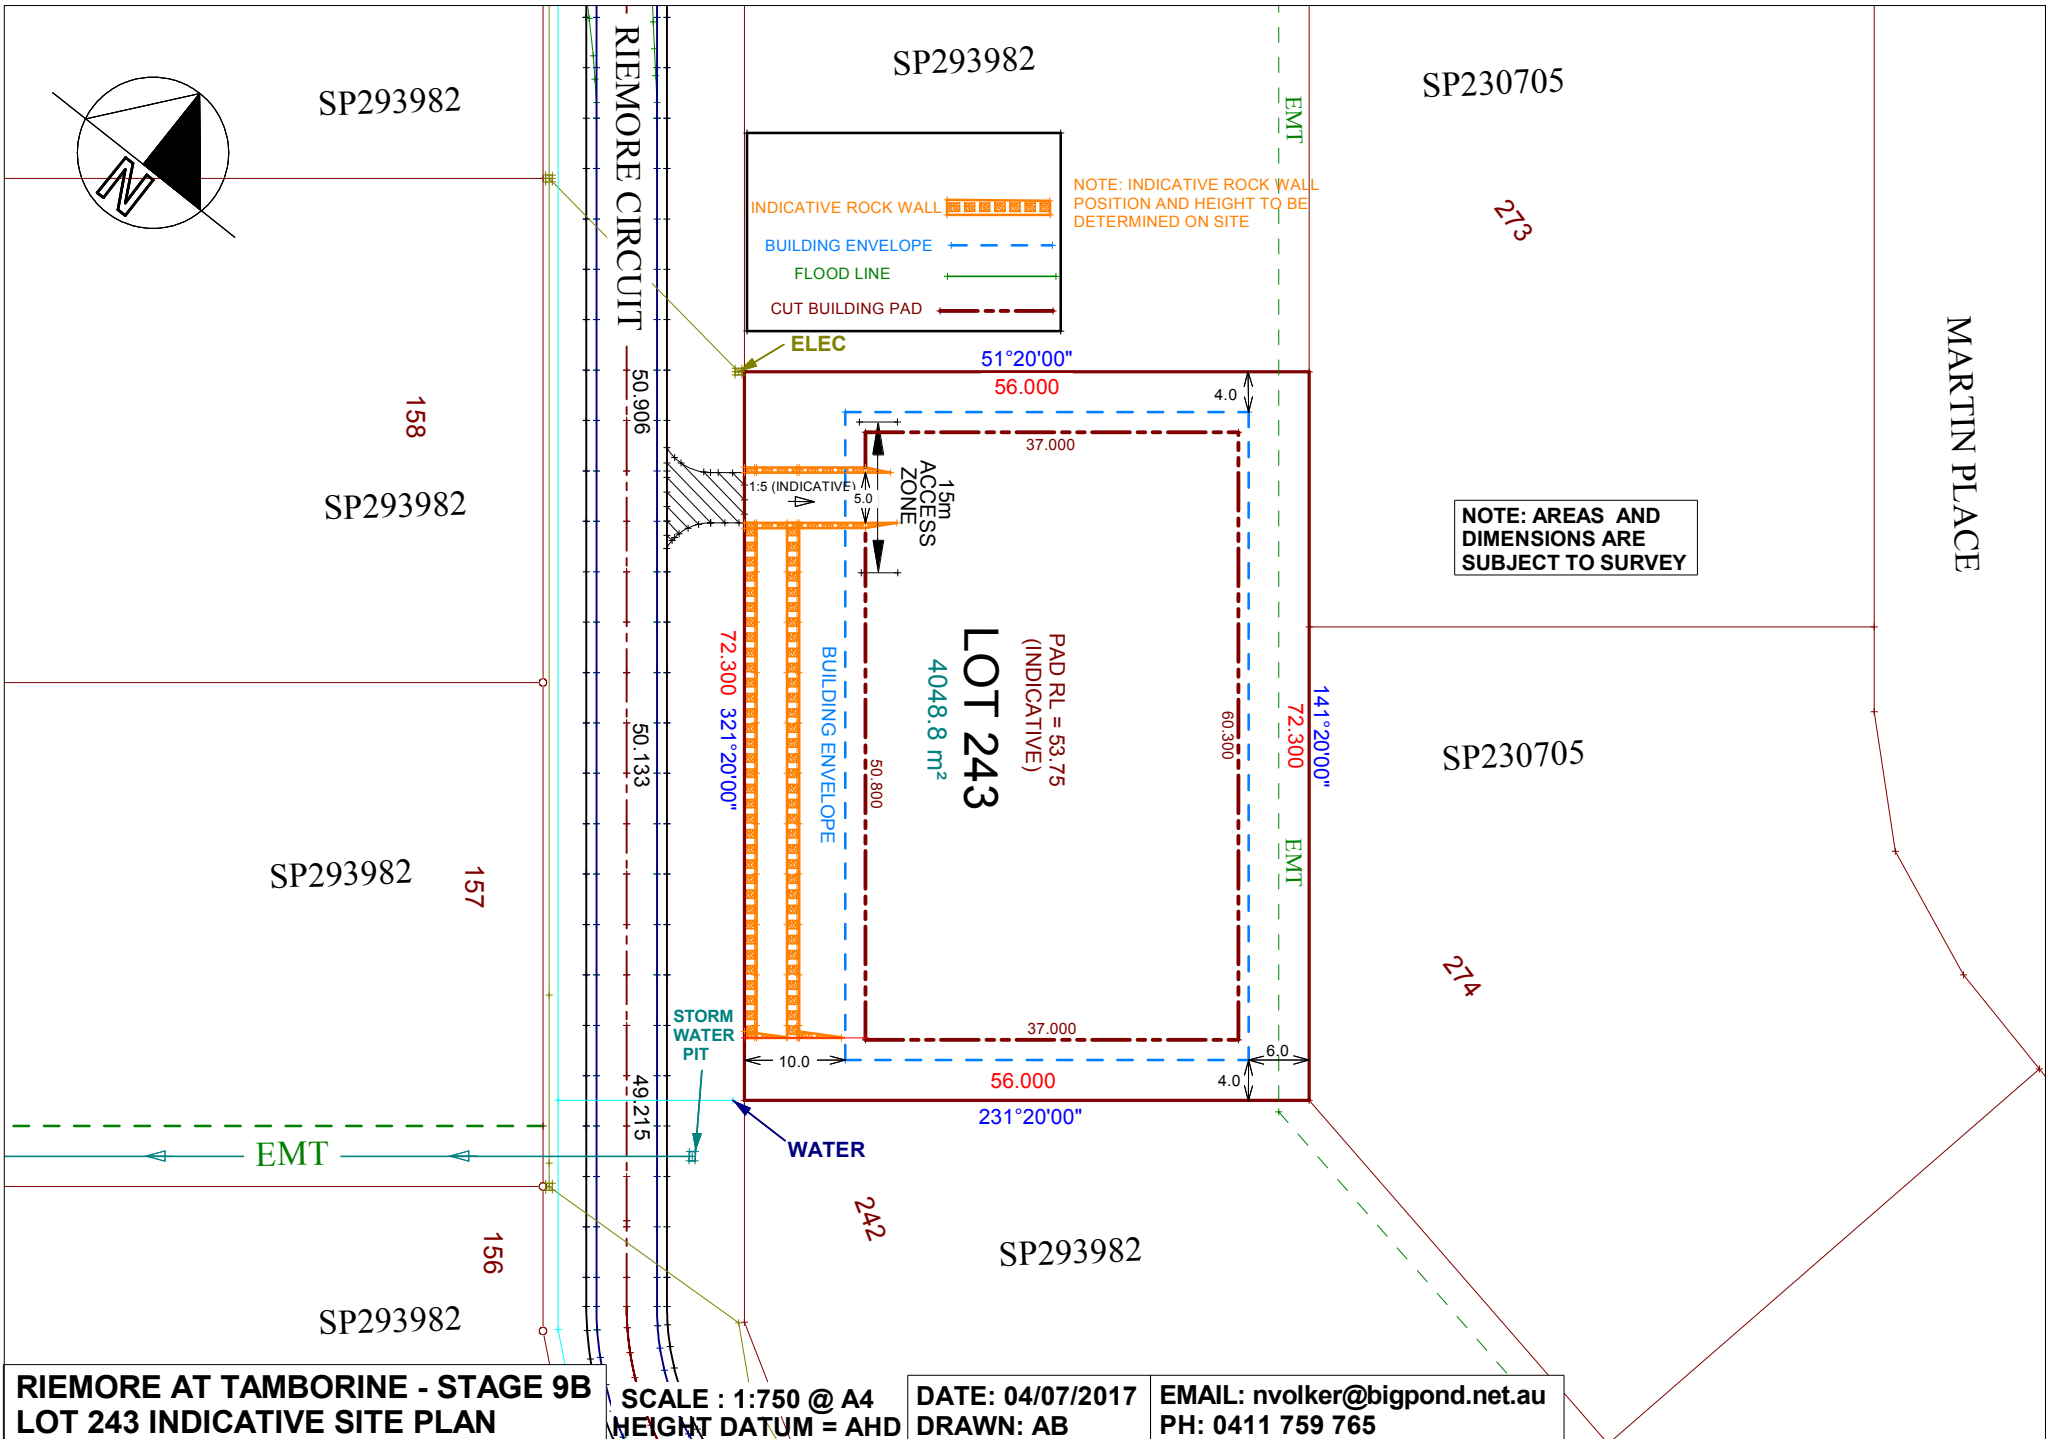 SP293982
RIEMORE CIRCUIT
SP293982
SP230705
EMT
N
INDICATIVE ROCK WALL
BUILDING ENVELOPE
FLOOD LINE
CUT BUILDING PAD
NOTE: INDICATIVE ROCK WALL
POSITION AND HEIGHT TO BE
DETERMINED ON SITE
273
MARTIN PLACE
ELEC
51°20'00"
56.000
4.0
37.000
50.906
158
SP293982
1:5 (INDICATIVE)
5.0
15m
ACCESS
ZONE
NOTE: AREAS  AND
DIMENSIONS ARE
SUBJECT TO SURVEY
72.300  321°20'00"
50.133
BUILDING ENVELOPE
50.800
LOT 243
4048.8 m²
PAD RL = 53.75
(INDICATIVE)
60.300
141°20'00"
72.300
SP230705
EMT
SP293982
157
274
STORM
WATER
PIT
37.000
10.0
6.0
4.0
56.000
231°20'00"
49.215
WATER
EMT
242
SP293982
156
SP293982
RIEMORE AT TAMBORINE - STAGE 9B
LOT 243 INDICATIVE SITE PLAN
SCALE : 1:750 @ A4
HEIGHT DATUM = AHD
DATE: 04/07/2017
DRAWN: AB
EMAIL: nvolker@bigpond.net.au
PH: 0411 759 765